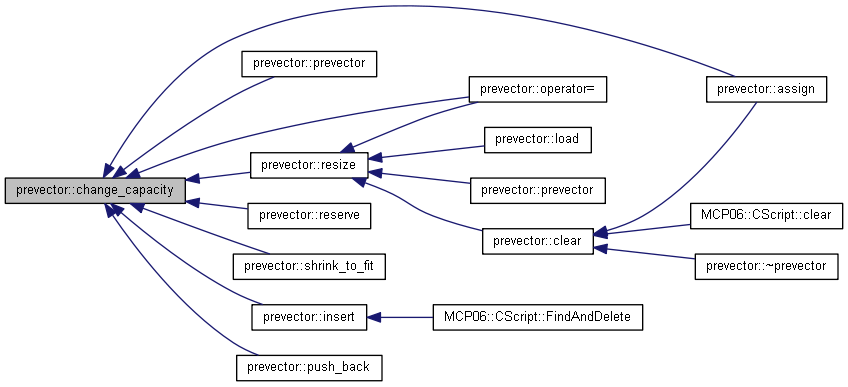 prevector::prevector
prevector::operator=
prevector::assign
prevector::load
prevector::resize
prevector::change_capacity
prevector::prevector
prevector::reserve
MCP06::CScript::clear
prevector::clear
prevector::shrink_to_fit
prevector::~prevector
prevector::insert
MCP06::CScript::FindAndDelete
prevector::push_back